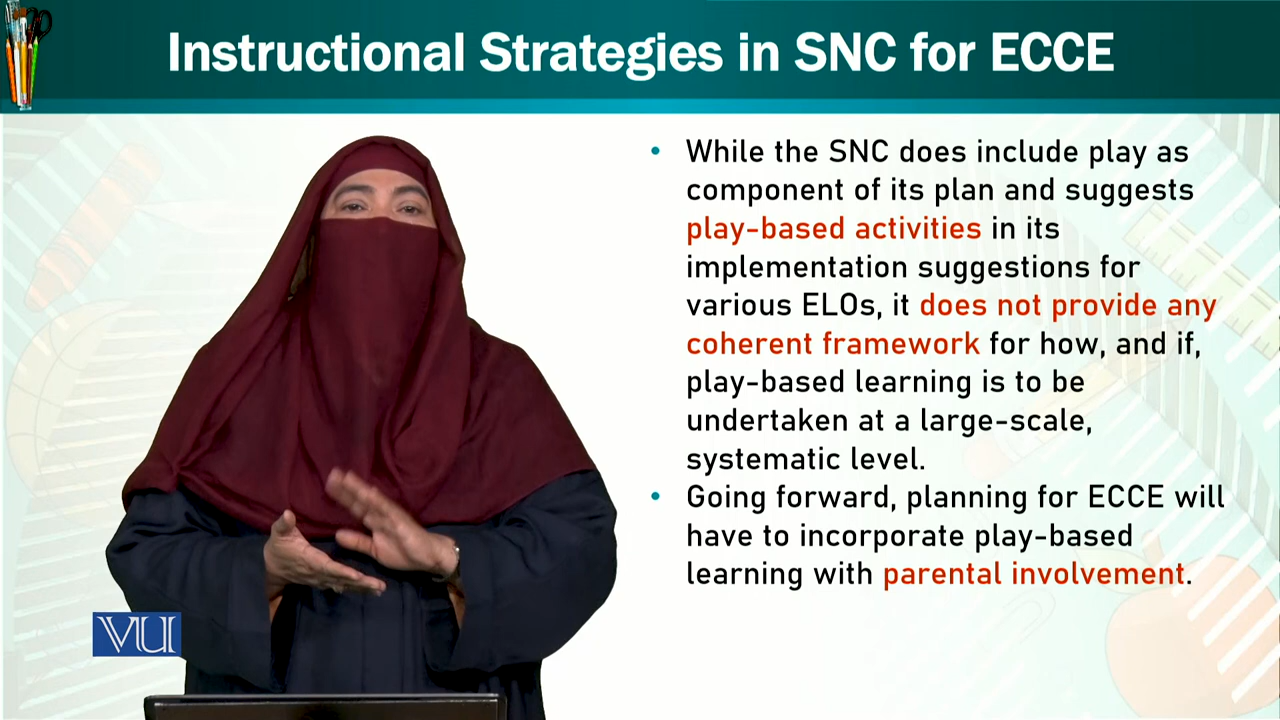 Instructional Strategies in SNC for ECCE
• While the SNC does include play as
component of its plan and suggests
play-based activities in its
implementation suggestions for
various ELOs, it does not provide any
coherent framework for how, and if,
play-based learning is to be
undertaken at a large-scale,
systematic level.
• Going forward, planning for ECCE will
have to incorporate play-based
learning with parental involvement.
VU